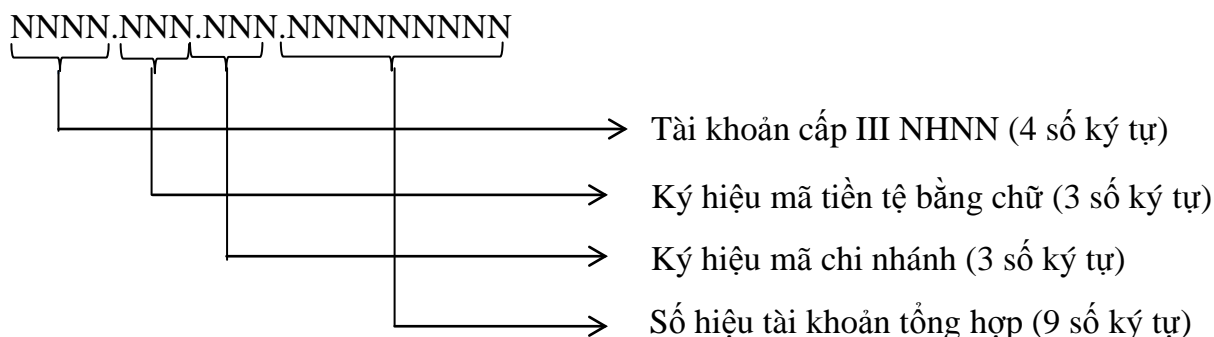 NNNN.NNN.NNN.NNNNNNNNN
Tài khoản cấp III NHNN (4 số ký tự)
Ký hiệu mã tiền tệ bằng chữ (3 số ký tự)
Ký hiệu mã chi nhánh (3 số ký tự)
Số hiệu tài khoản tổng hợp (9 số ký tự)